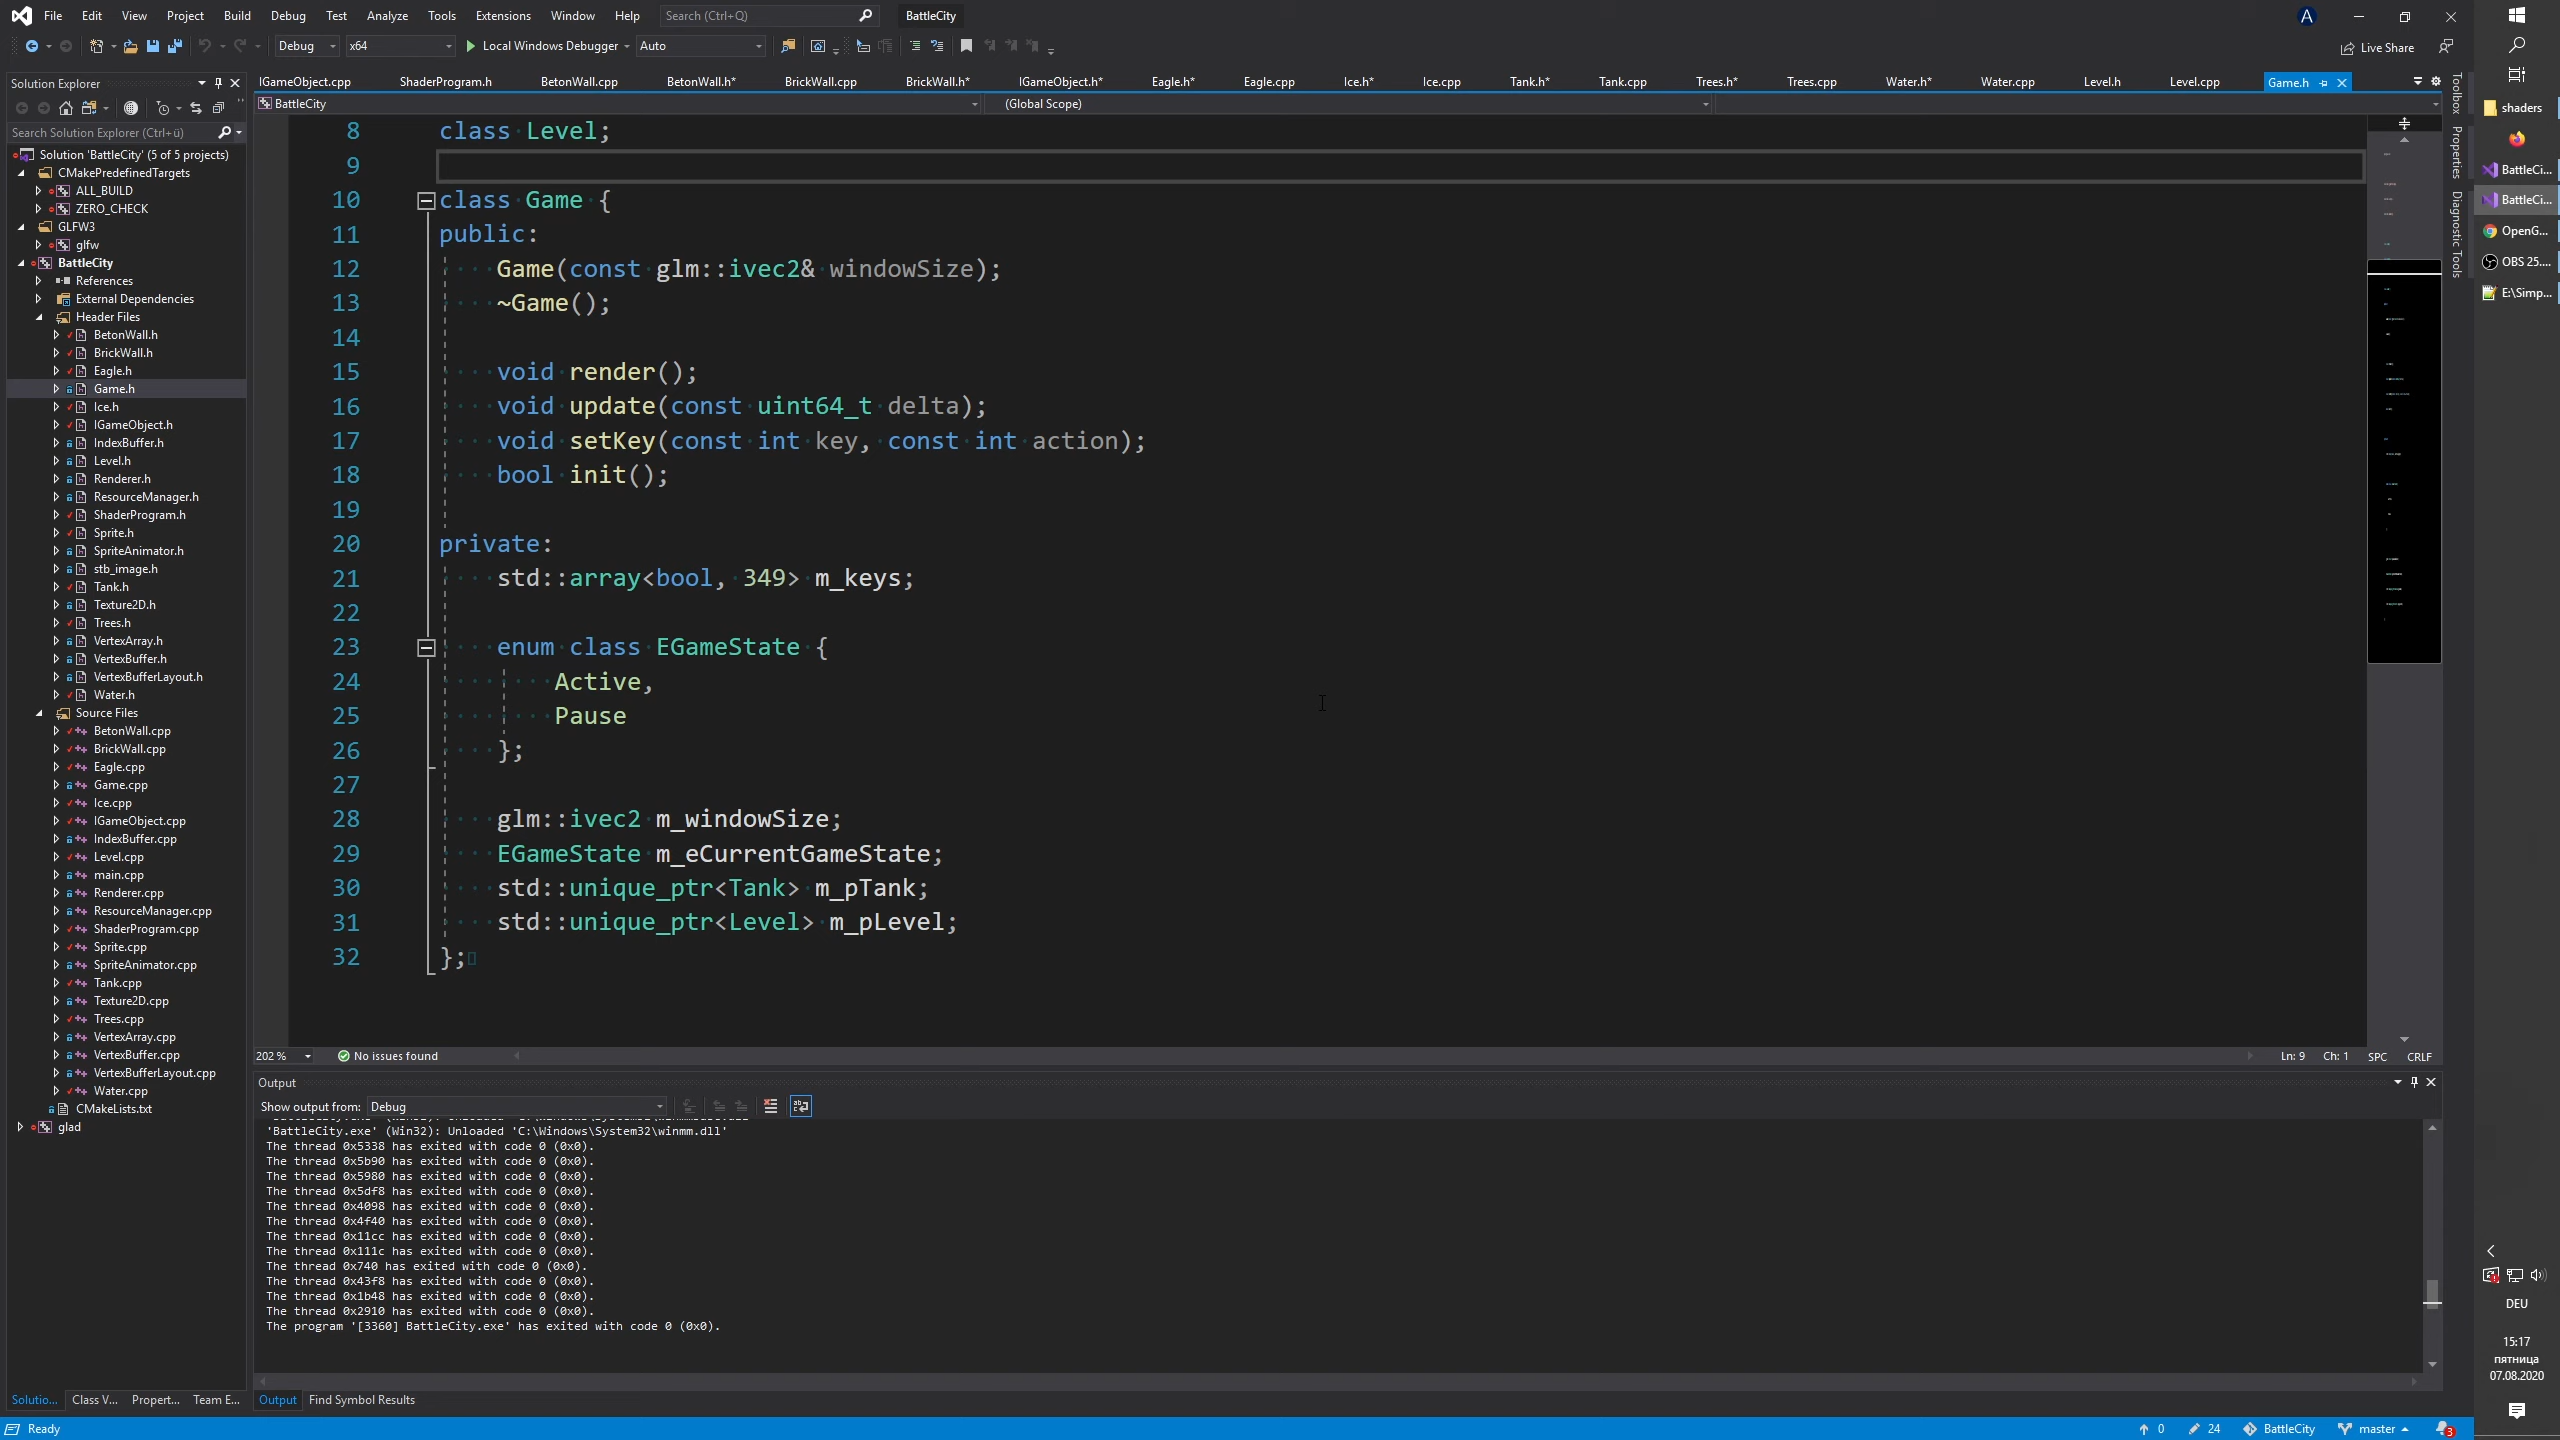 File Edit View Project Build Debug Test Analyze Tools Extensions Window Help Search (Ctrl+Q) BattleCity A
Debug x64 Local Windows Debugger Auto Live Share
Solution Explorer
Search Solution Explorer (Ctrl+ü)
Solution 'BattleCity' (5 of 5 projects)
CMakePredefinedTargets
ALL_BUILD
ZERO_CHECK
GLFW3
glfw
BattleCity
References
External Dependencies
Header Files
BetonWall.h
BrickWall.h
Eagle.h
Game.h
Ice.h
IGameObject.h
IndexBuffer.h
Level.h
Renderer.h
ResourceManager.h
ShaderProgram.h
Sprite.h
SpriteAnimator.h
stb_image.h
Tank.h
Texture2D.h
Trees.h
VertexArray.h
VertexBuffer.h
VertexBufferLayout.h
Water.h
Source Files
BetonWall.cpp
BrickWall.cpp
Eagle.cpp
Game.cpp
Ice.cpp
IGameObject.cpp
IndexBuffer.cpp
Level.cpp
main.cpp
Renderer.cpp
ResourceManager.cpp
ShaderProgram.cpp
Sprite.cpp
SpriteAnimator.cpp
Tank.cpp
Texture2D.cpp
Trees.cpp
VertexArray.cpp
VertexBuffer.cpp
VertexBufferLayout.cpp
Water.cpp
CMakeLists.txt
glad
Solutio... Class V... Propert... Team E...
IGameObject.cpp ShaderProgram.h BetonWall.cpp BetonWall.h* BrickWall.cpp BrickWall.h* IGameObject.h* Eagle.h* Eagle.cpp Ice.h* Ice.cpp Tank.h* Tank.cpp Trees.h* Trees.cpp Water.h* Water.cpp Level.h Level.cpp Game.h
BattleCity (Global Scope)
8 class Level;
9
10 class Game {
11 public:
12 Game(const glm::ivec2& windowSize);
13 ~Game();
14
15 void render();
16 void update(const uint64_t delta);
17 void setKey(const int key, const int action);
18 bool init();
19
20 private:
21 std::array<bool, 349> m_keys;
22
23 enum class EGameState {
24 Active,
25 Pause
26 };
27
28 glm::ivec2 m_windowSize;
29 EGameState m_eCurrentGameState;
30 std::unique_ptr<Tank> m_pTank;
31 std::unique_ptr<Level> m_pLevel;
32 };
202 % No issues found Ln: 9 Ch: 1 SPC CRLF
Output
Show output from: Debug
'BattleCity.exe' (Win32): Unloaded 'C:\Windows\System32\winmm.dll'
The thread 0x5338 has exited with code 0 (0x0).
The thread 0x5b90 has exited with code 0 (0x0).
The thread 0x5980 has exited with code 0 (0x0).
The thread 0x5df8 has exited with code 0 (0x0).
The thread 0x4098 has exited with code 0 (0x0).
The thread 0x4f40 has exited with code 0 (0x0).
The thread 0x11cc has exited with code 0 (0x0).
The thread 0x111c has exited with code 0 (0x0).
The thread 0x740 has exited with code 0 (0x0).
The thread 0x43f8 has exited with code 0 (0x0).
The thread 0x1b48 has exited with code 0 (0x0).
The thread 0x2910 has exited with code 0 (0x0).
The program '[3360] BattleCity.exe' has exited with code 0 (0x0).
Output Find Symbol Results
Ready 0 24 BattleCity master 3
Toolbox
Properties
Diagnostic Tools
shaders
BattleCi...
BattleCi...
OpenG...
OBS 25....
E:\Simp...
DEU
15:17
пятница
07.08.2020